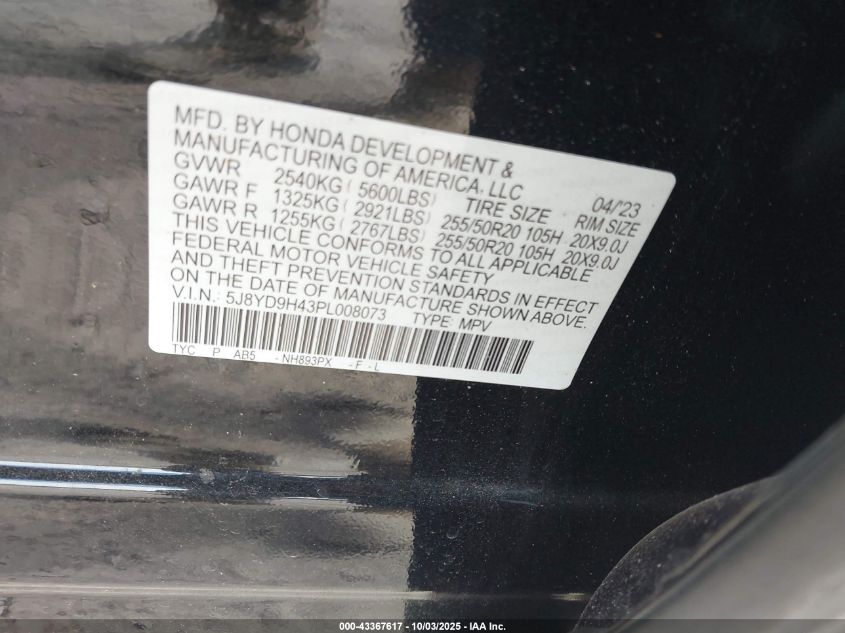 MFD. BY HONDA DEVELOPMENT &
MANUFACTURING OF AMERICA, LLC 04/'23
GVWR 2540KG ( 5600LBS) TIRE SIZE RIM SIZE
GAWR F 1325KG ( 2921LBS) 255/50R20 105H 20X9.0J
GAWR R 1255KG ( 2767LBS) 255/50R20 105H 20X9.0J
THIS VEHICLE CONFORMS TO ALL APPLICABLE
FEDERAL MOTOR VEHICLE SAFETY
AND THEFT PREVENTION STANDARDS IN EFFECT
ON THE DATE OF MANUFACTURE SHOWN ABOVE.
V.I.N.: 5J8YD9H43PL008073 TYPE: MPV
TYC P AB5 - NH893PX - F - L
000-43367617 - 10/03/2025 - IAA Inc.